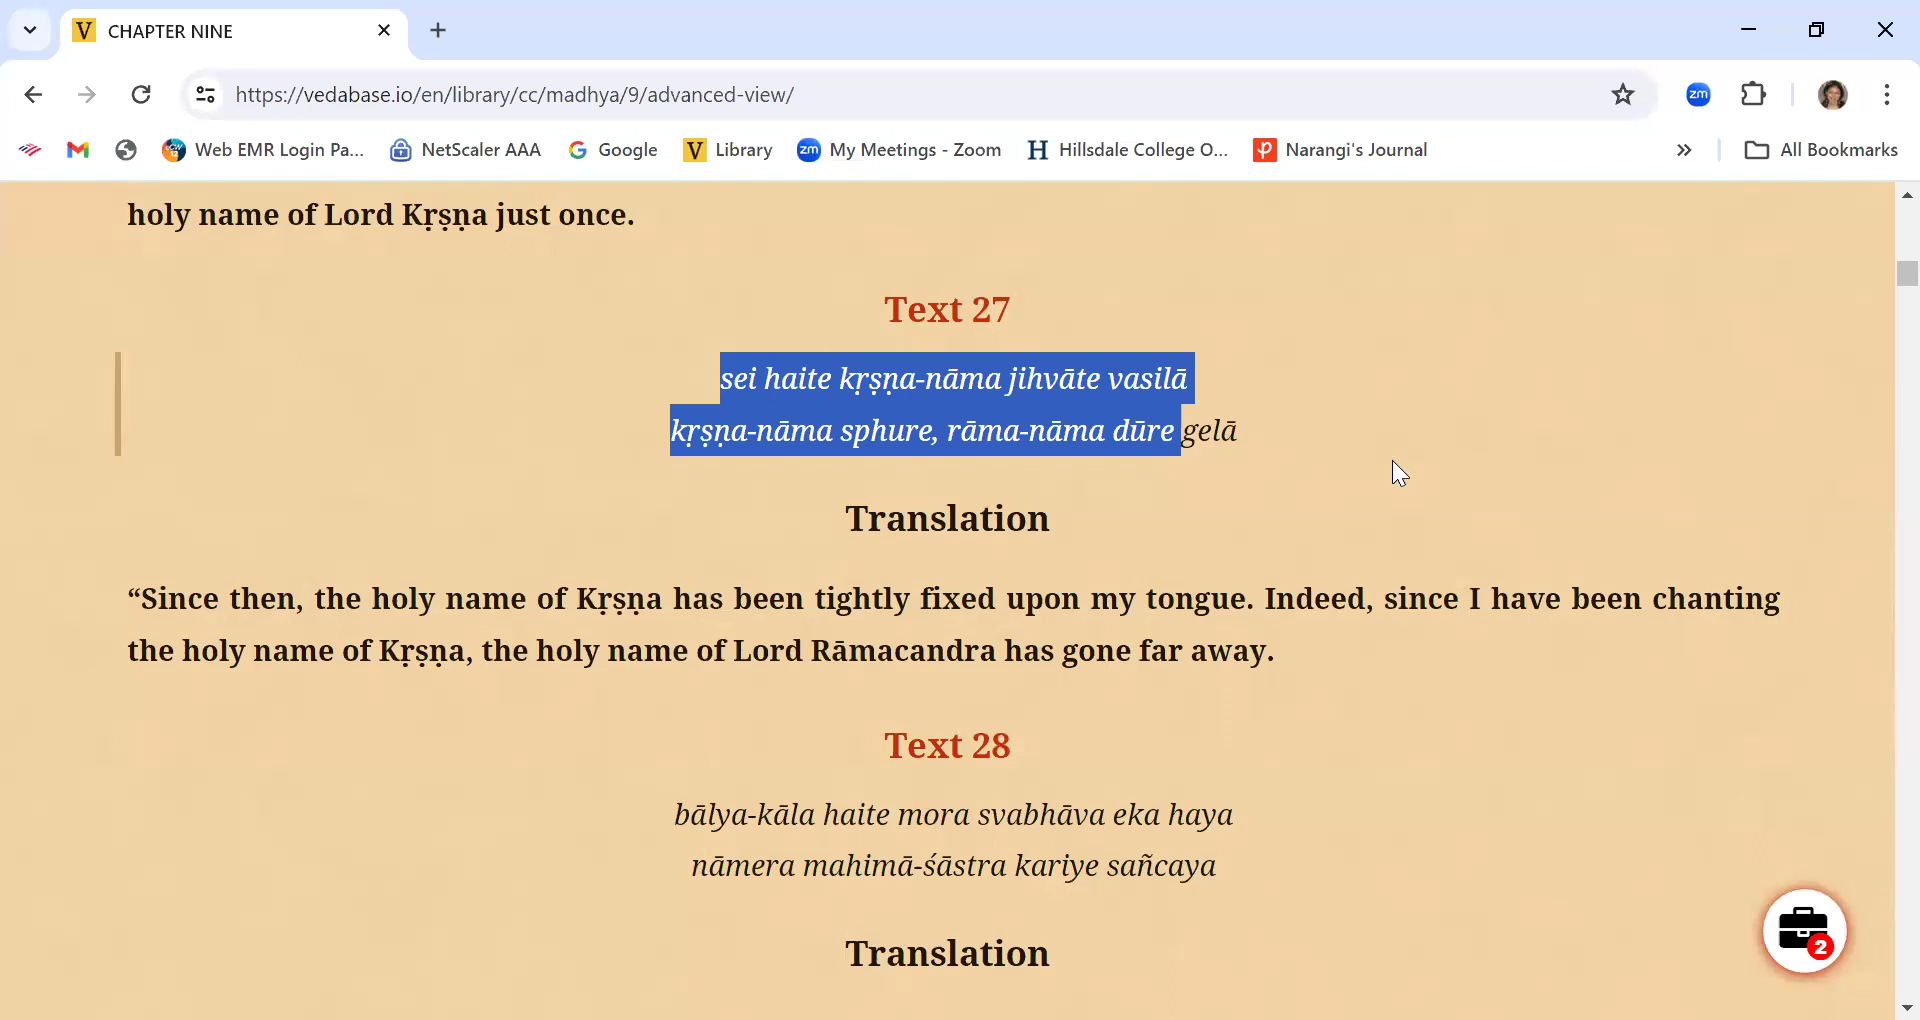 CHAPTER NINE
https://vedabase.io/en/library/cc/madhya/9/advanced-view/
zm
Web EMR Login Pa...
NetScaler AAA
Google
Library
My Meetings - Zoom
Hillsdale College O...
Narangi's Journal
All Bookmarks
holy name of Lord Kṛṣṇa just once.
Text 27
sei haite kṛṣṇa-nāma jihvāte vasilā
kṛṣṇa-nāma sphure, rāma-nāma dūre gelā
Translation
“Since then, the holy name of Kṛṣṇa has been tightly fixed upon my tongue. Indeed, since I have been chanting
the holy name of Kṛṣṇa, the holy name of Lord Rāmacandra has gone far away.
Text 28
bālya-kāla haite mora svabhāva eka haya
nāmera mahimā-śāstra kariye sañcaya
Translation
2